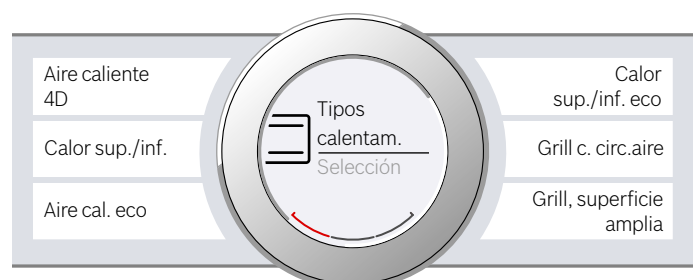 Aire caliente
4D
Calor sup./inf.
Aire cal. eco
Tipos
calentam.
Selección
Calor
sup./inf. eco
Grill c. circ.aire
Grill, superficie
amplia